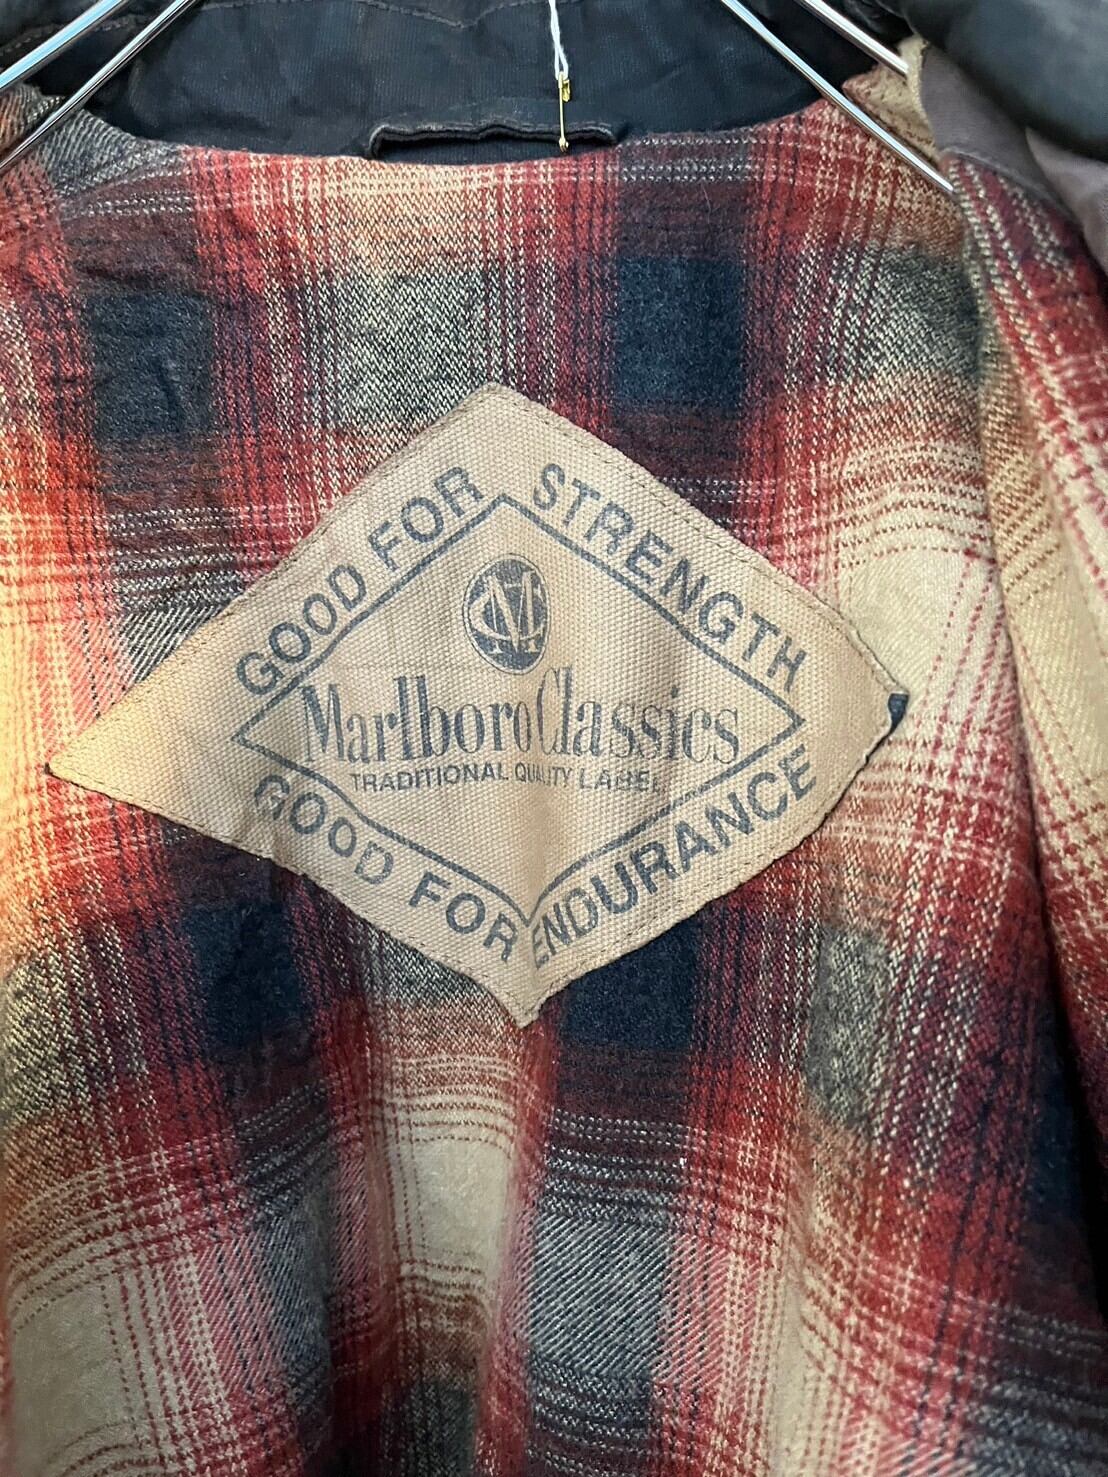 GOOD FOR STRENGTH
MC
Marlboro Classics
TRADITIONAL QUALITY LABEL
GOOD FOR ENDURANCE